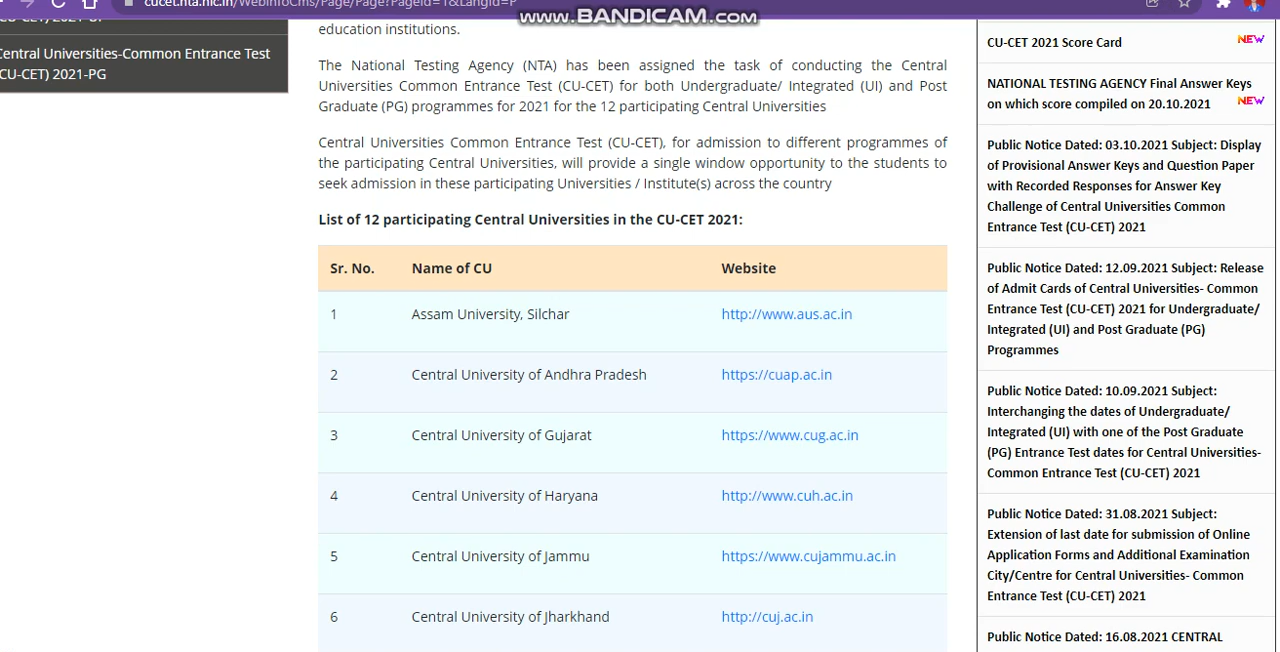 cucet.nta.nic.in/WebinfoCms/Page/Page?PageId=1&LangId=P
www.BANDICAM.com
Central Universities-Common Entrance Test
(CU-CET) 2021-PG
education institutions.
The National Testing Agency (NTA) has been assigned the task of conducting the Central
Universities Common Entrance Test (CU-CET) for both Undergraduate/ Integrated (UI) and Post
Graduate (PG) programmes for 2021 for the 12 participating Central Universities
Central Universities Common Entrance Test (CU-CET), for admission to different programmes of
the participating Central Universities, will provide a single window opportunity to the students to
seek admission in these participating Universities / Institute(s) across the country
List of 12 participating Central Universities in the CU-CET 2021:
Sr. No. Name of CU Website
1 Assam University, Silchar http://www.aus.ac.in
2 Central University of Andhra Pradesh https://cuap.ac.in
3 Central University of Gujarat https://www.cug.ac.in
4 Central University of Haryana http://www.cuh.ac.in
5 Central University of Jammu https://www.cujammu.ac.in
6 Central University of Jharkhand http://cuj.ac.in
CU-CET 2021 Score Card NEW
NATIONAL TESTING AGENCY Final Answer Keys
on which score compiled on 20.10.2021 NEW
Public Notice Dated: 03.10.2021 Subject: Display
of Provisional Answer Keys and Question Paper
with Recorded Responses for Answer Key
Challenge of Central Universities Common
Entrance Test (CU-CET) 2021
Public Notice Dated: 12.09.2021 Subject: Release
of Admit Cards of Central Universities- Common
Entrance Test (CU-CET) 2021 for Undergraduate/
Integrated (UI) and Post Graduate (PG)
Programmes
Public Notice Dated: 10.09.2021 Subject:
Interchanging the dates of Undergraduate/
Integrated (UI) with one of the Post Graduate
(PG) Entrance Test dates for Central Universities-
Common Entrance Test (CU-CET) 2021
Public Notice Dated: 31.08.2021 Subject:
Extension of last date for submission of Online
Application Forms and Additional Examination
City/Centre for Central Universities- Common
Entrance Test (CU-CET) 2021
Public Notice Dated: 16.08.2021 CENTRAL